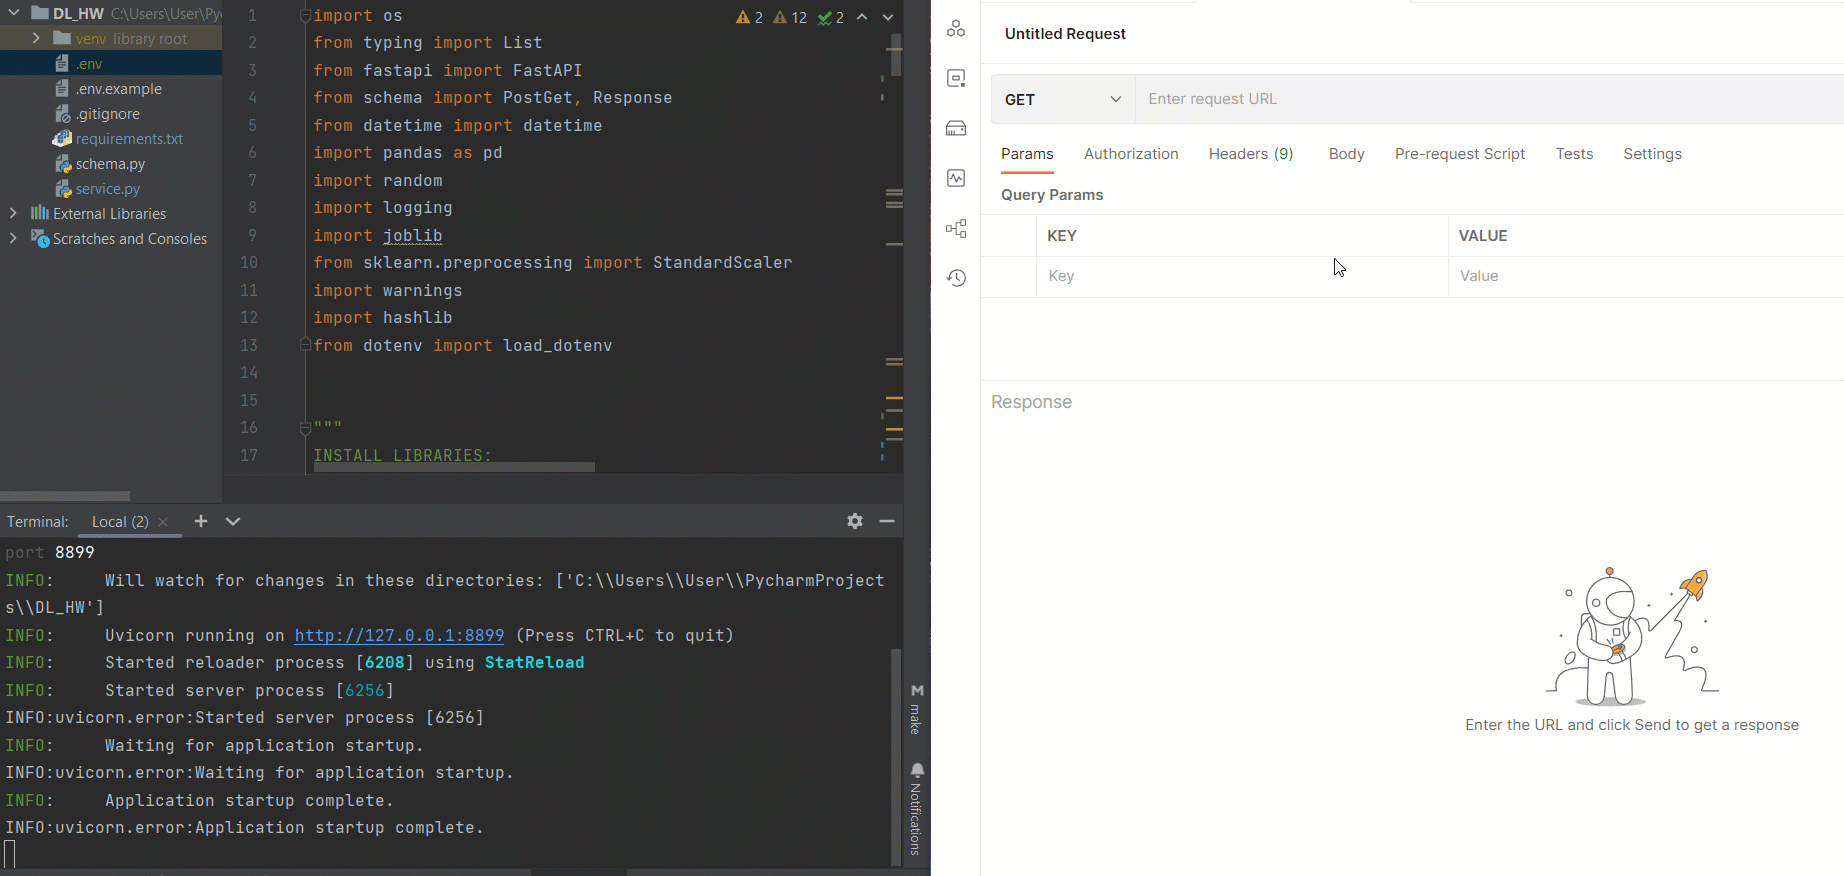 DL_HW C:\Users\User\Py
venv library root
.env
.env.example
.gitignore
requirements.txt
schema.py
service.py
External Libraries
Scratches and Consoles
2 12 2
1 import os
2 from typing import List
3 from fastapi import FastAPI
4 from schema import PostGet, Response
5 from datetime import datetime
6 import pandas as pd
7 import random
8 import logging
9 import joblib
10 from sklearn.preprocessing import StandardScaler
11 import warnings
12 import hashlib
13 from dotenv import load_dotenv
14
15
16 """
17 INSTALL LIBRARIES:
Terminal: Local (2)
port 8899
INFO: Will watch for changes in these directories: ['C:\\Users\\User\\PycharmProject
s\\DL_HW']
INFO: Uvicorn running on http://127.0.0.1:8899 (Press CTRL+C to quit)
INFO: Started reloader process [6208] using StatReload
INFO: Started server process [6256]
INFO:uvicorn.error:Started server process [6256]
INFO: Waiting for application startup.
INFO:uvicorn.error:Waiting for application startup.
INFO: Application startup complete.
INFO:uvicorn.error:Application startup complete.
make
Notifications
Untitled Request
GET Enter request URL
Params Authorization Headers (9) Body Pre-request Script Tests Settings
Query Params
KEY VALUE
Key Value
Response
Enter the URL and click Send to get a response